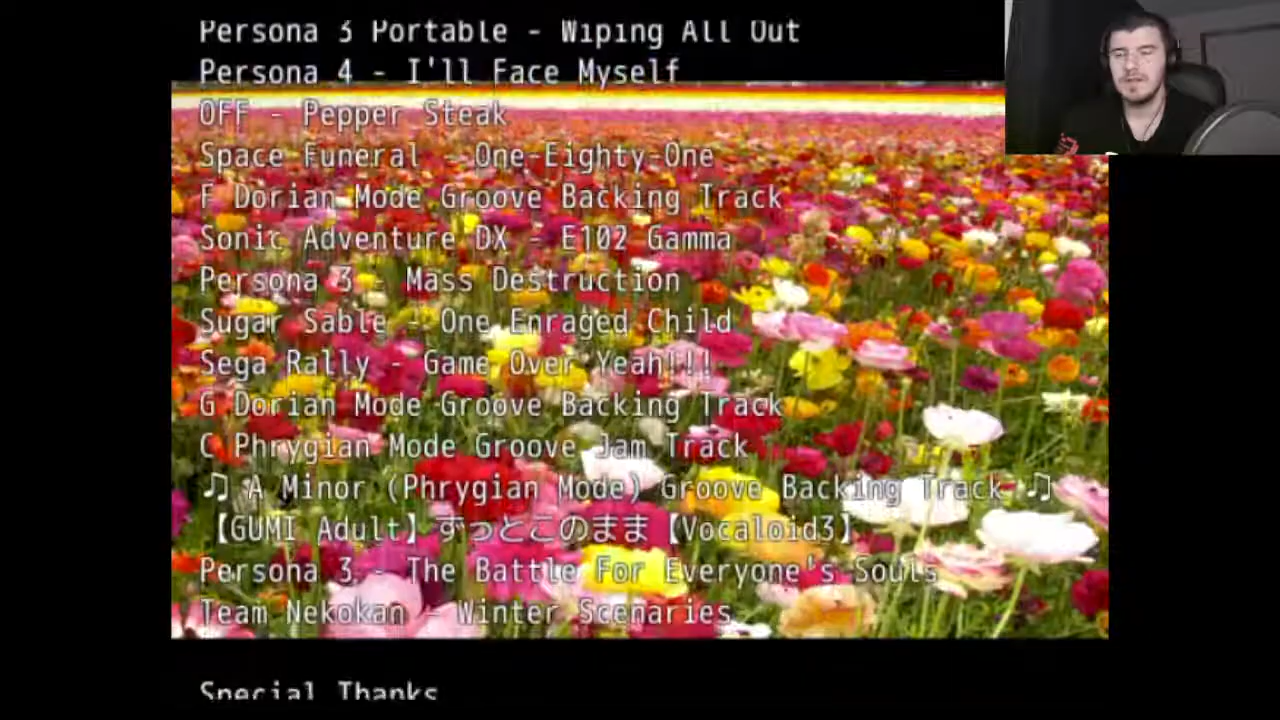 Persona 3 Portable - Wiping All Out
Persona 4 - I'll Face Myself
OFF - Pepper Steak
Space Funeral - One-Eighty-One
F Dorian Mode Groove Backing Track
Sonic Adventure DX - E102 Gamma
Persona 3 - Mass Destruction
Sugar Sable - One Enraged Child
Sega Rally - Game Over Yeah!!!
G Dorian Mode Groove Backing Track
C Phrygian Mode Groove Jam Track
♫ A Minor (Phrygian Mode) Groove Backing Track ♫
【GUMI Adult】ずっとこのまま【Vocaloid3】
Persona 3 - The Battle For Everyone's Souls
Team Nekokan - Winter Scenaries
Special Thanks